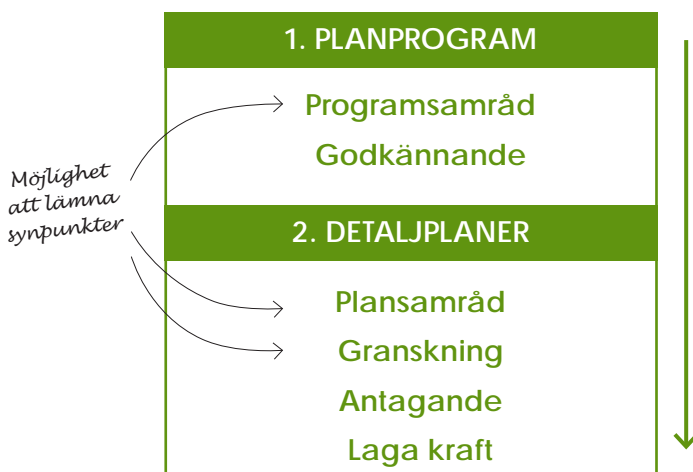 1. PLANPROGRAM
Programsamråd
Godkännande
Möjlighet
att lämna
synpunkter
2. DETALJPLANER
Plansamråd
Granskning
Antagande
Laga kraft